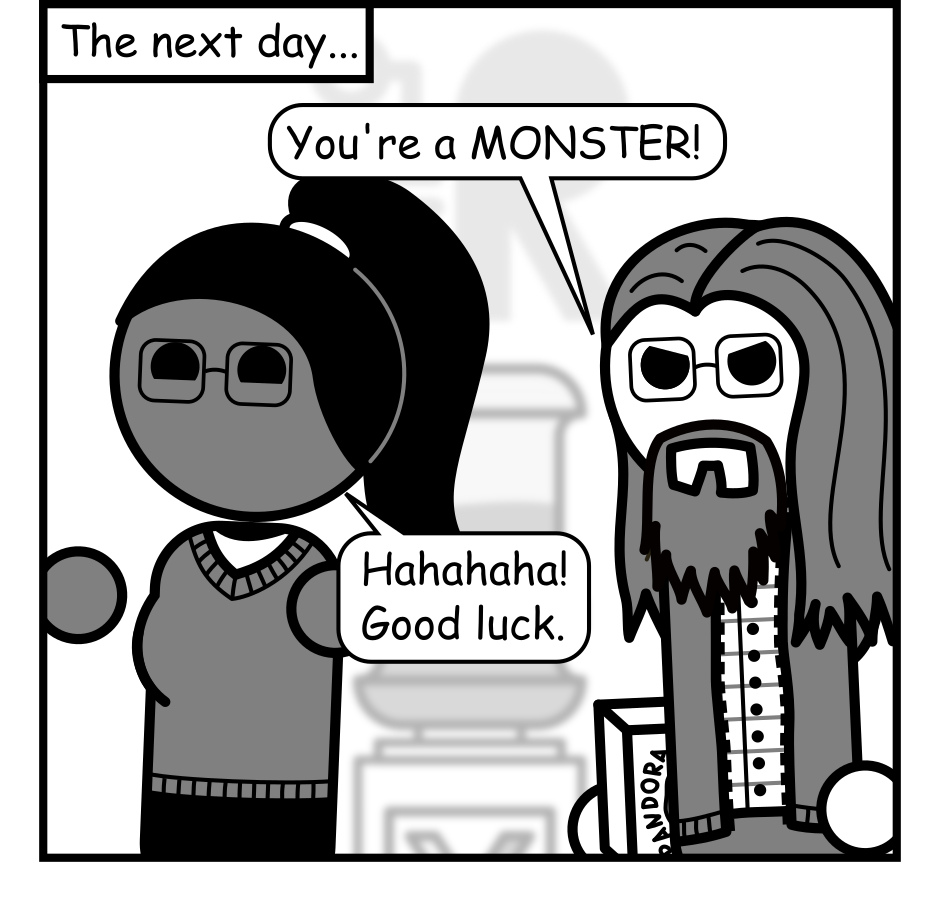 The next day...
You're a MONSTER!
Hahahaha!
Good luck.
PANDORA